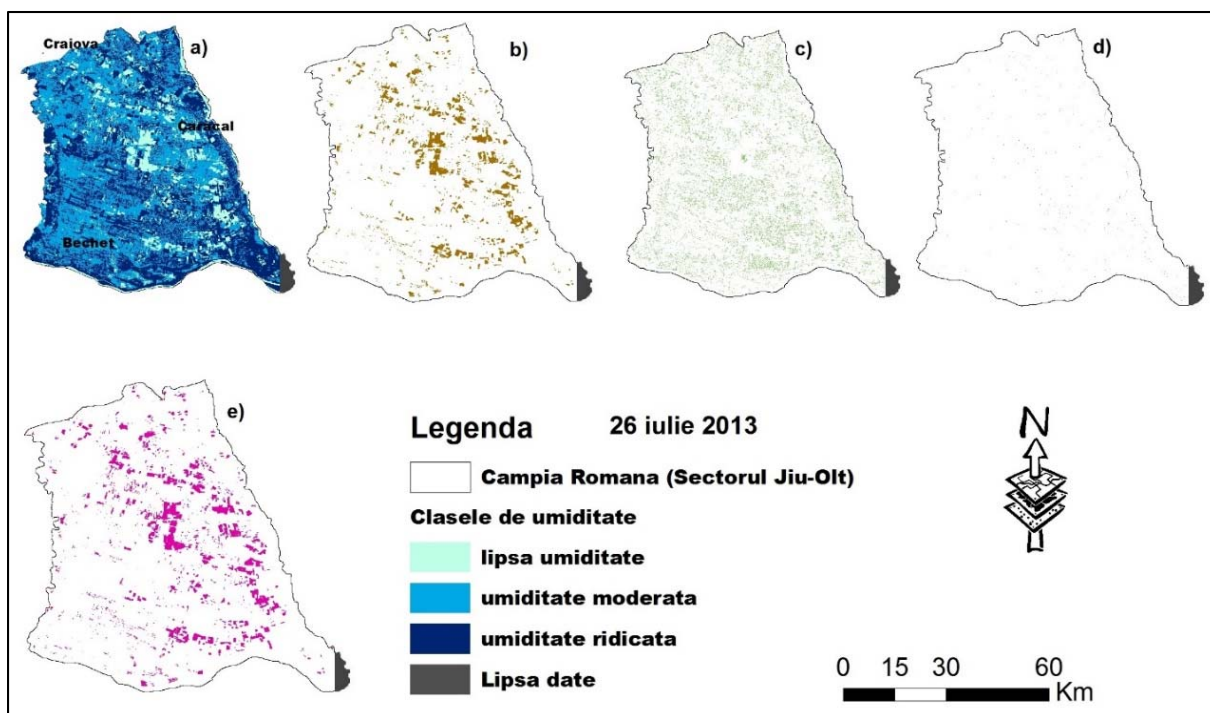 Craiova
a)
b)
c)
d)
Caracal
Bechet
e)
Legenda
26 iulie 2013
N
Campia Romana (Sectorul Jiu-Olt)
Clasele de umiditate
lipsa umiditate
umiditate moderata
umiditate ridicata
Lipsa date
0 15 30 60
Km